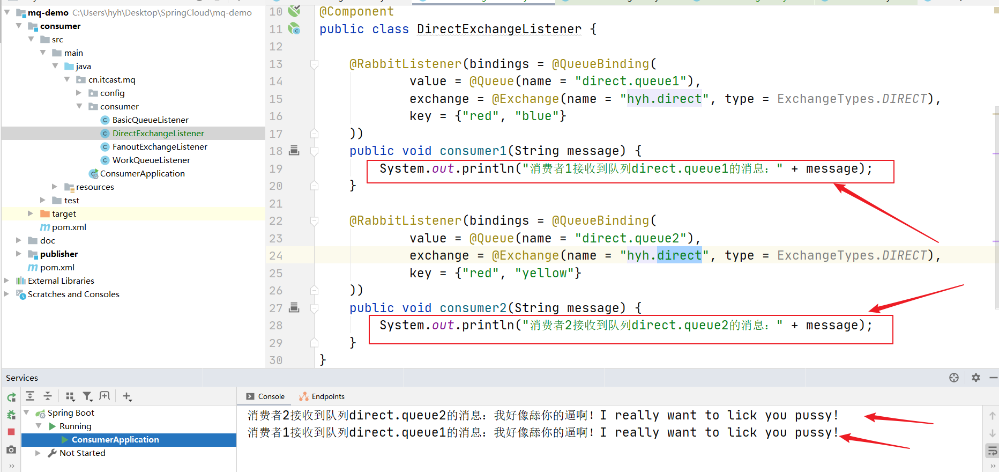 mq-demo C:\Users\hyh\Desktop\SpringCloud\mq-demo
consumer
src
main
java
cn.itcast.mq
config
consumer
BasicQueueListener
DirectExchangeListener
FanoutExchangeListener
WorkQueueListener
ConsumerApplication
resources
test
target
pom.xml
doc
publisher
pom.xml
External Libraries
Scratches and Consoles
10 @Component
11 public class DirectExchangeListener {
12
13 @RabbitListener(bindings = @QueueBinding(
14 value = @Queue(name = "direct.queue1"),
15 exchange = @Exchange(name = "hyh.direct", type = ExchangeTypes.DIRECT),
16 key = {"red", "blue"}
17 ))
18 public void consumer1(String message) {
19 System.out.println("消费者1接收到队列direct.queue1的消息：" + message);
20 }
21
22 @RabbitListener(bindings = @QueueBinding(
23 value = @Queue(name = "direct.queue2"),
24 exchange = @Exchange(name = "hyh.direct", type = ExchangeTypes.DIRECT),
25 key = {"red", "yellow"}
26 ))
27 public void consumer2(String message) {
28 System.out.println("消费者2接收到队列direct.queue2的消息：" + message);
29 }
30 }
Services
Spring Boot
Running
ConsumerApplication
Not Started
Console Endpoints
消费者2接收到队列direct.queue2的消息：我好像舔你的逼啊！I really want to lick you pussy!
消费者1接收到队列direct.queue1的消息：我好像舔你的逼啊！I really want to lick you pussy!